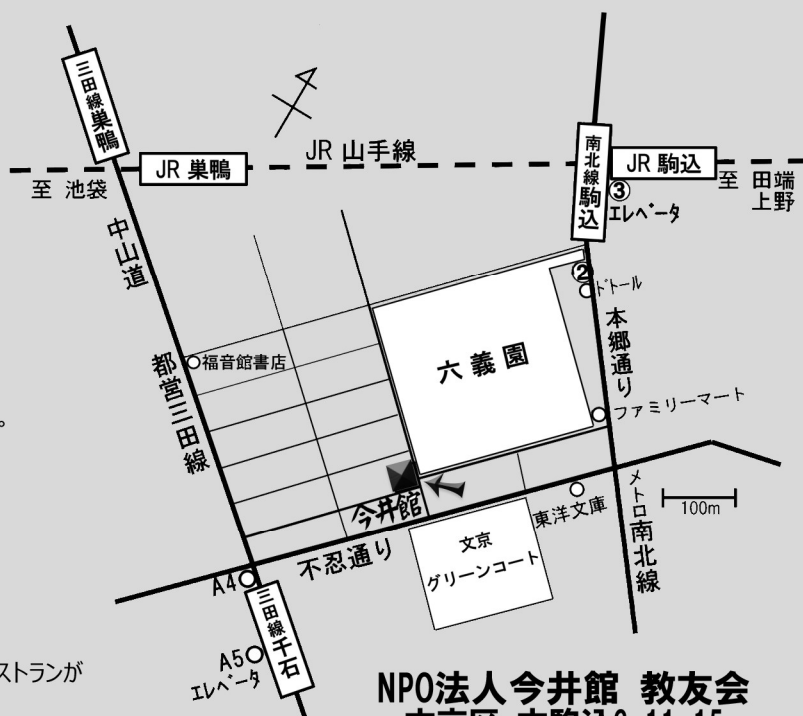 三田線巣鴨
JR 巣鴨
JR 山手線
南北線駒込
JR 駒込
至 池袋
至 田端
上野
③
エレベータ
中山道
②
ドトール
本郷通り
福音館書店
六義園
都営三田線
ファミリーマート
。
今井館
東洋文庫
メトロ南北線
100m
不忍通り
文京
グリーンコート
A4
三田線千石
A5
エレベータ
ストランが
NPO法人今井館 教友会